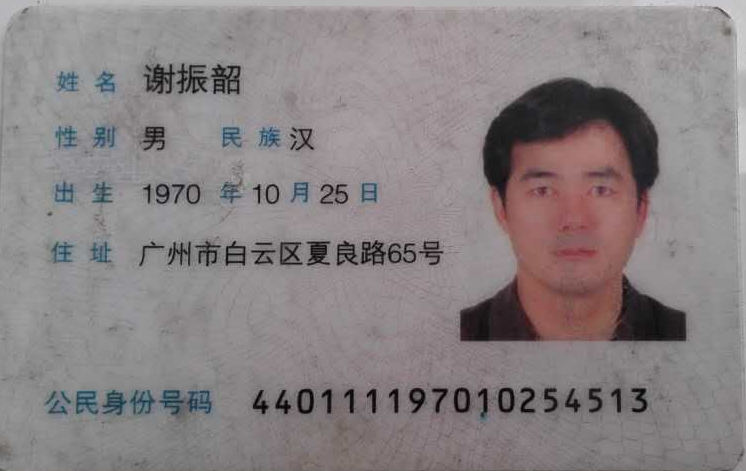 姓名 谢振韶
性别 男 民族 汉
出生 1970 年 10 月 25 日
住址 广州市白云区夏良路65号
公民身份号码 440111197010254513